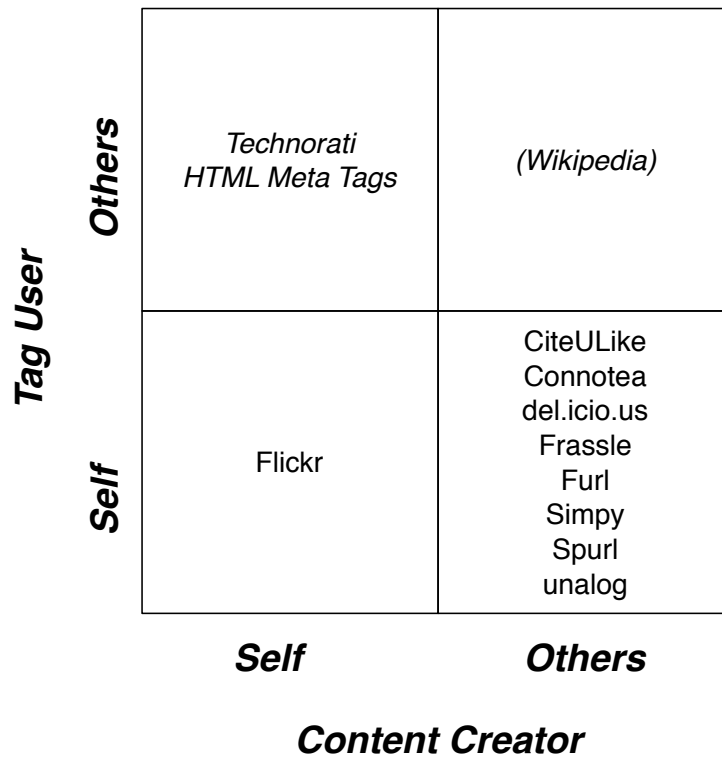 Tag User
Others
Technorati
HTML Meta Tags
(Wikipedia)
Self
Flickr
CiteULike
Connotea
del.icio.us
Frassle
Furl
Simpy
Spurl
unalog
Self
Others
Content Creator